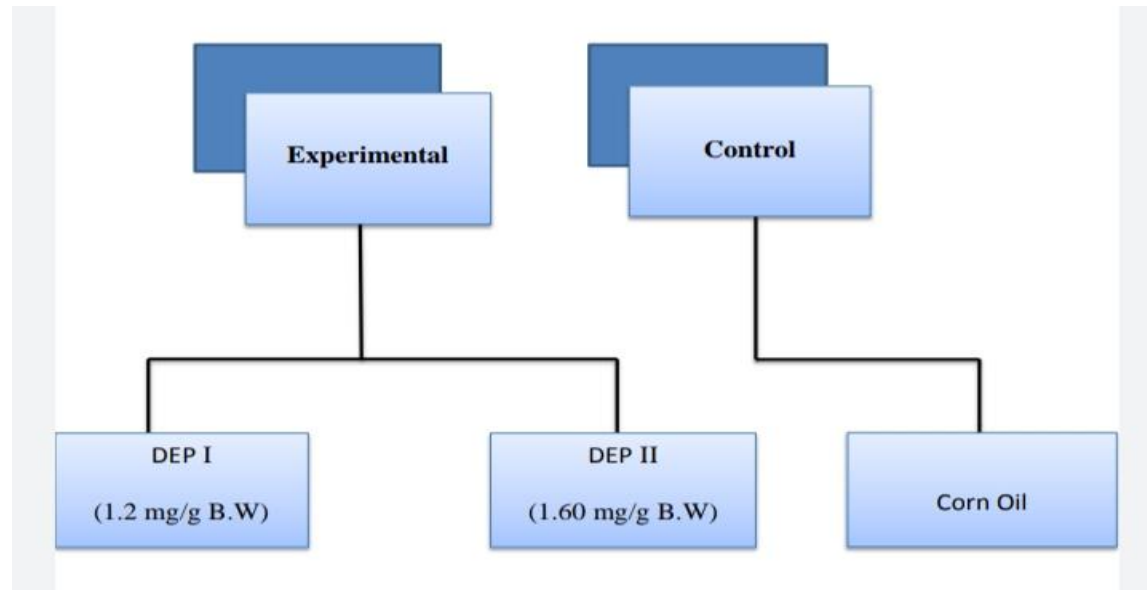 Experimental
Control
DEP I
(1.2 mg/g B.W)
DEP II
(1.60 mg/g B.W)
Corn Oil